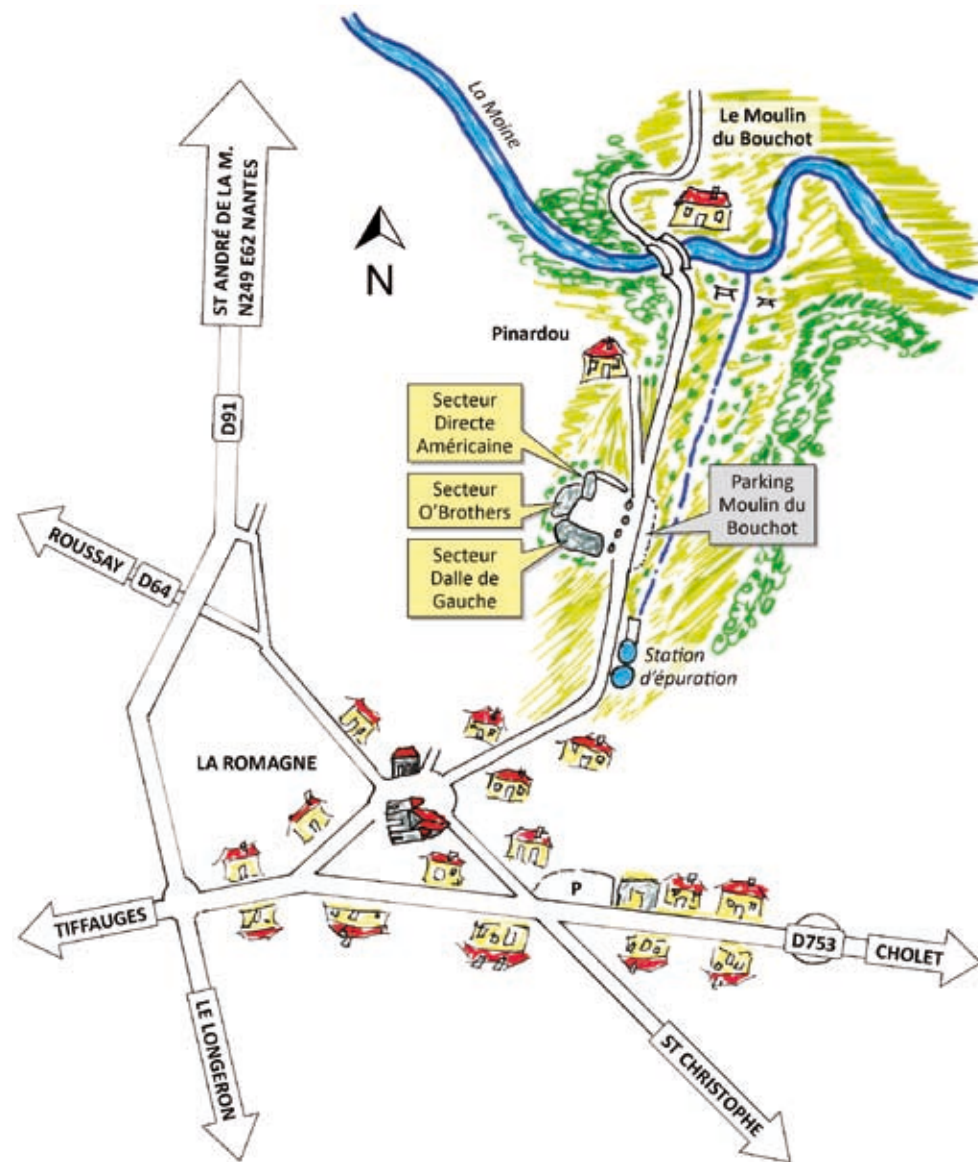 La Moine
Le Moulin
du Bouchot
ST ANDRÉ DE LA M.
N249 E62 NANTES
N
Pinardou
D91
Secteur
Directe
Américaine
Secteur
O'Brothers
Secteur
Dalle de
Gauche
Parking
Moulin du
Bouchot
ROUSSAY
D64
Station
d'épuration
LA ROMAGNE
P
TIFFAUGES
D753
CHOLET
LE LONGERON
ST CHRISTOPHE